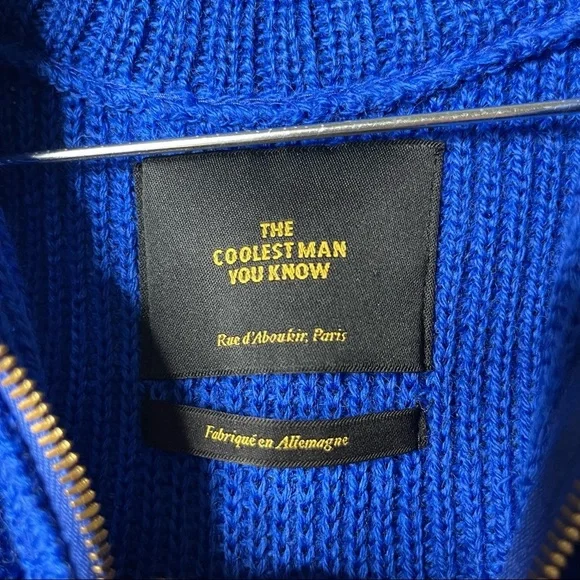 THE
COOLEST MAN
YOU KNOW
Rue d'Aboukir, Paris
Fabriqué en Allemagne